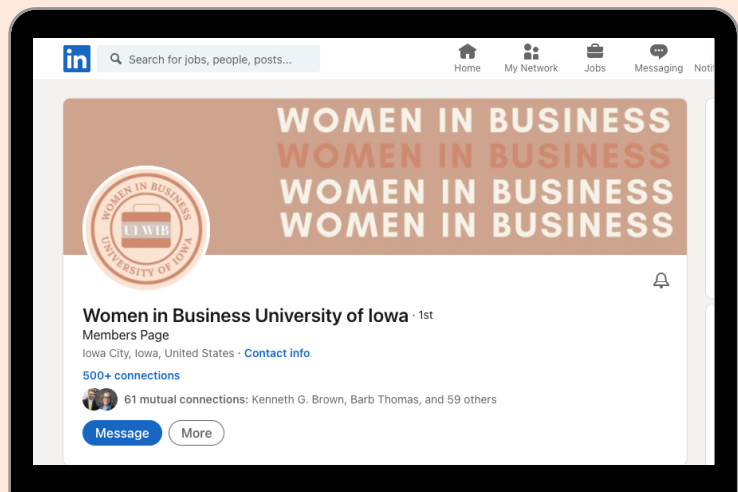 in
Search for jobs, people, posts...
Home
My Network
Jobs
Messaging
WOMEN IN BUSINESS
WOMEN IN BUSINESS
WOMEN IN BUSINESS
WOMEN IN BUSINESS
WOMEN IN BUSINESS
UI WIB
UNIVERSITY OF IOWA
Women in Business University of Iowa · 1st
Members Page
Iowa City, Iowa, United States · Contact info
500+ connections
61 mutual connections: Kenneth G. Brown, Barb Thomas, and 59 others
Message
More